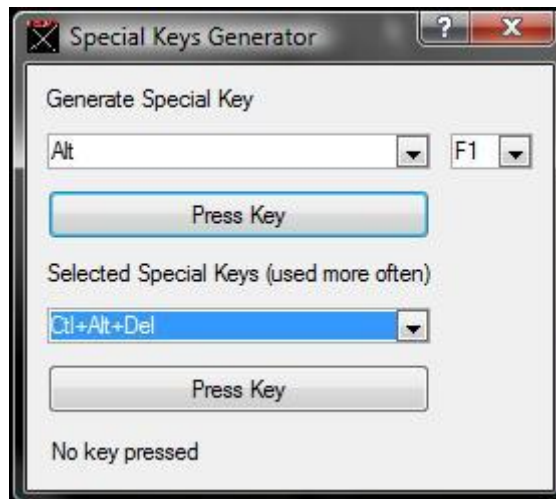 Special Keys Generator ?
Generate Special Key
Alt F1
Press Key
Selected Special Keys (used more often)
Ctl+Alt+Del
Press Key
No key pressed